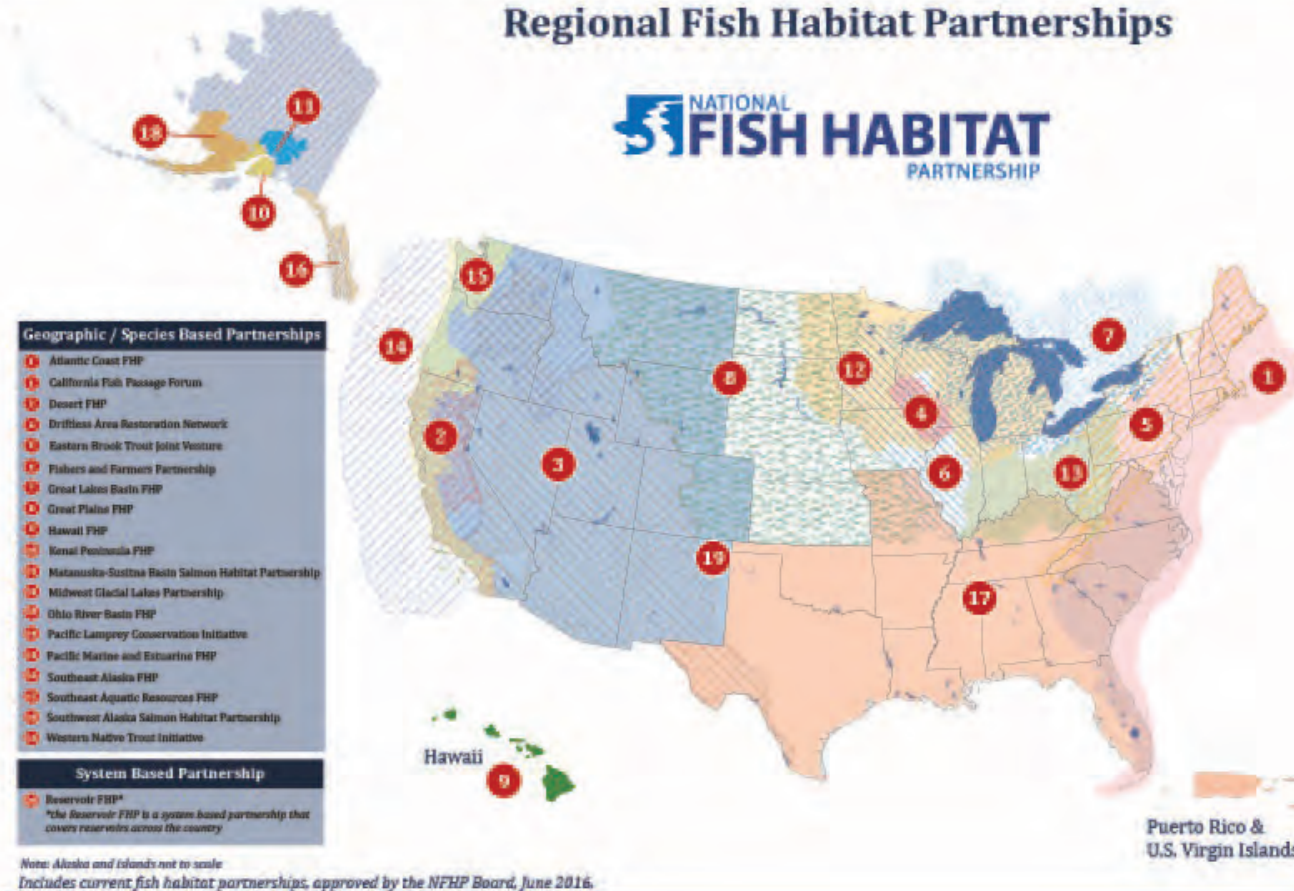 Regional Fish Habitat Partnerships
NATIONAL
FISH HABITAT
PARTNERSHIP
18
11
10
16
15
14
7
8
12
1
4
2
5
3
6
13
19
17
Geographic / Species Based Partnerships
Atlantic Coast FHP
California Fish Passage Forum
Desert FHP
Driftless Area Restoration Network
Eastern Brook Trout Joint Venture
Fishers and Farmers Partnership
Great Lakes Basin FHP
Great Plains FHP
Hawaii FHP
Kenai Peninsula FHP
Matanuska-Susitna Basin Salmon Habitat Partnership
Midwest Glacial Lakes Partnership
Ohio River Basin FHP
Pacific Lamprey Conservation Initiative
Pacific Marine and Estuarine FHP
Southeast Alaska FHP
Southeast Aquatic Resources FHP
Southwest Alaska Salmon Habitat Partnership
Western Native Trout Initiative
System Based Partnership
Reservoir FHP*
*the Reservoir FHP is a system based partnership that
covers reservoirs across the country
Hawaii
9
Puerto Rico &
U.S. Virgin Islands
Note: Alaska and islands not to scale
Includes current fish habitat partnerships, approved by the NFHP Board, June 2016.